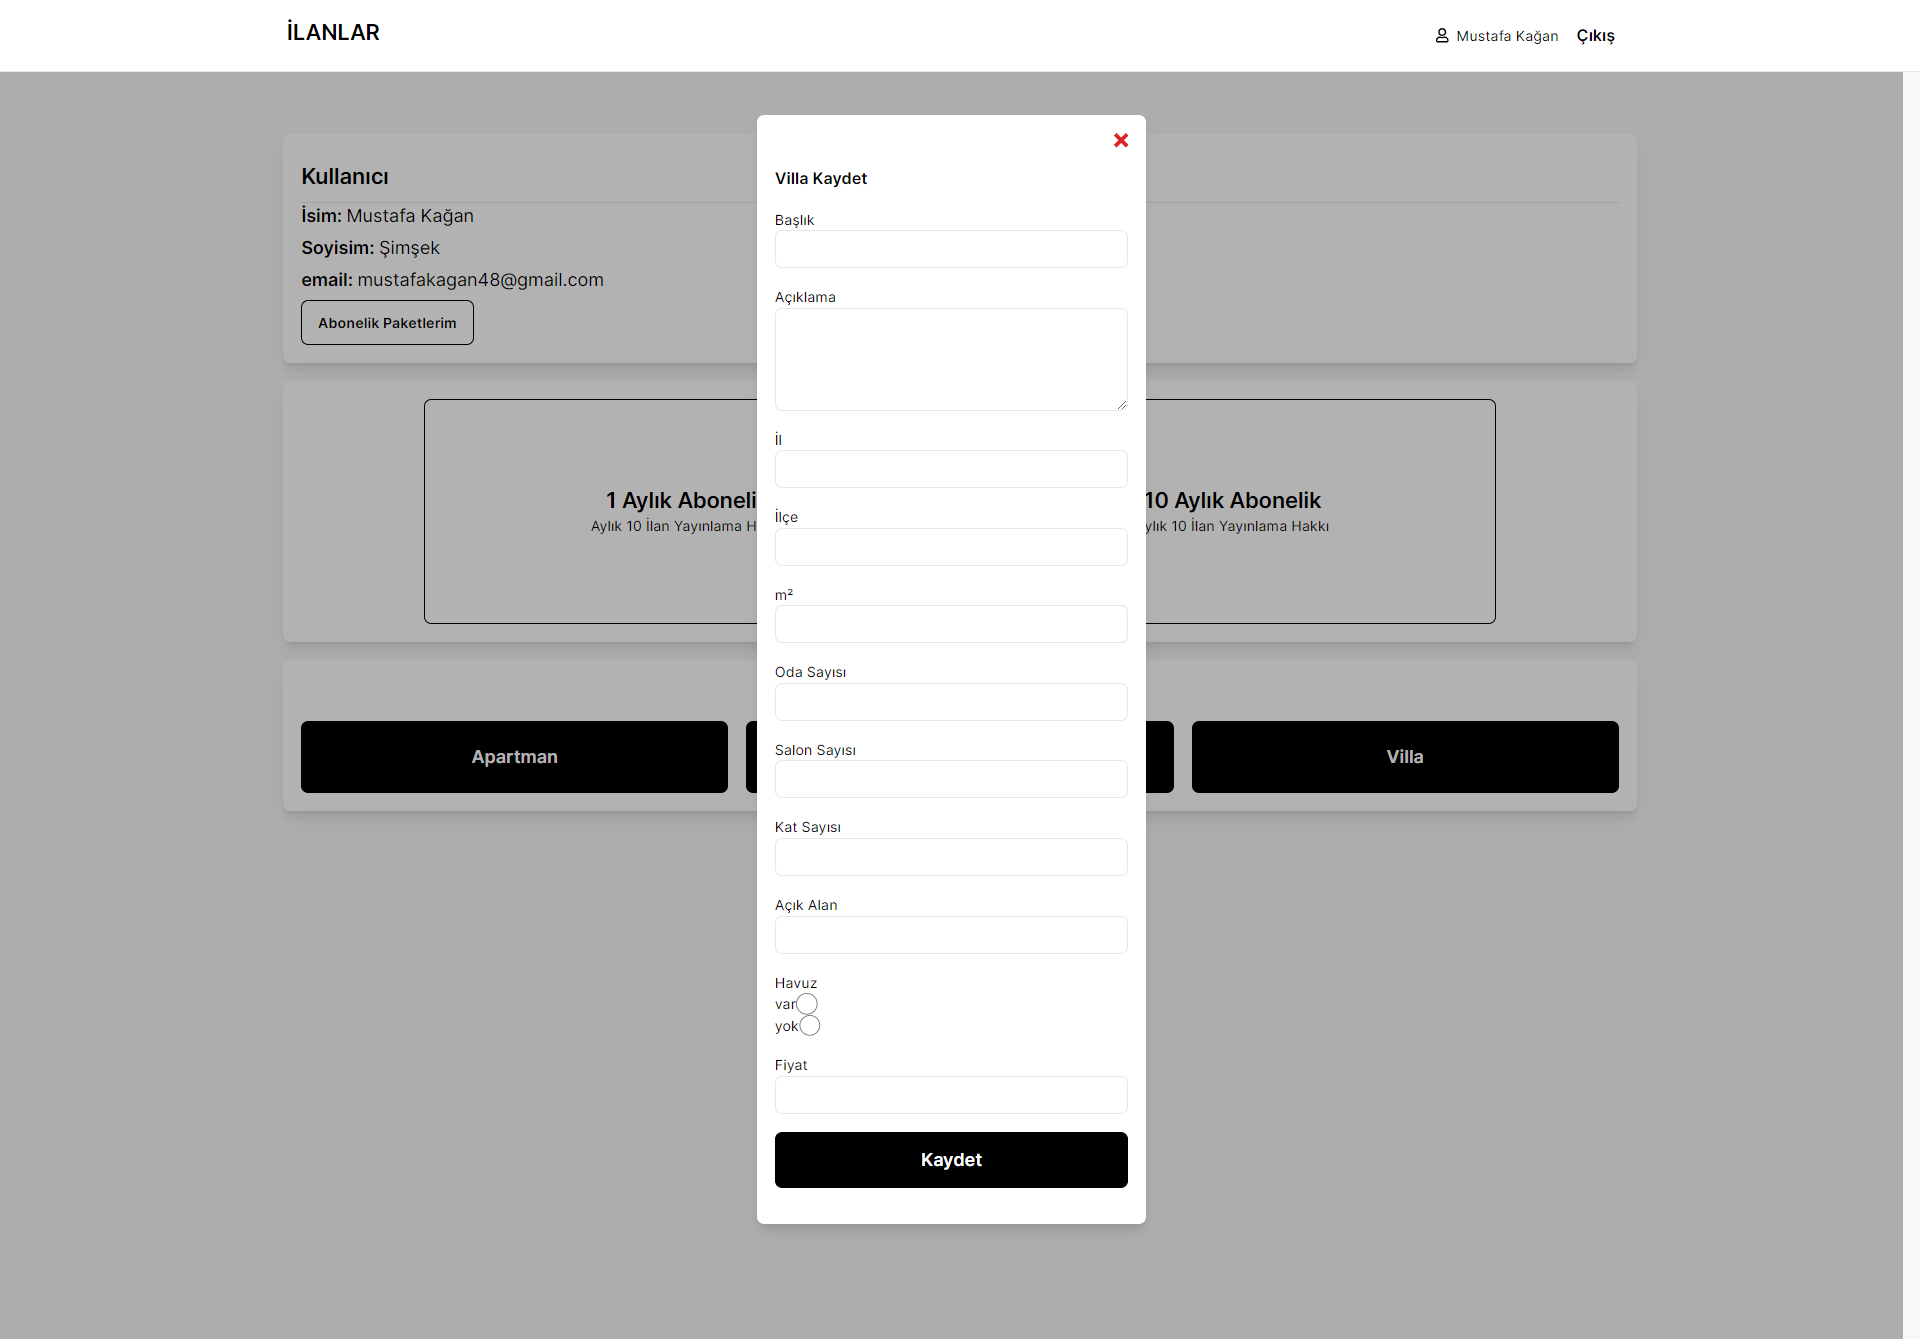 İLANLAR
Mustafa Kağan Çıkış
Kullanıcı
İsim: Mustafa Kağan
Soyisim: Şimşek
email: mustafakagan48@gmail.com
Abonelik Paketlerim
1 Aylık
Aylık 10 İlan Yayınlama
10 Aylık Abonelik
10 İlan Yayınlama Hakkı
Apartman
Villa
Villa Kaydet
Başlık
Açıklama
İl
İlçe
m²
Oda Sayısı
Salon Sayısı
Kat Sayısı
Açık Alan
Havuz
var
yok
Fiyat
Kaydet